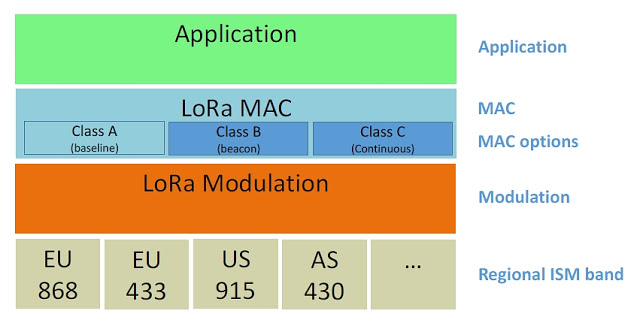 Application
Application
LoRa MAC
MAC
Class A
(baseline)
Class B
(beacon)
Class C
(Continuous)
MAC options
LoRa Modulation
Modulation
EU
868
EU
433
US
915
AS
430
...
Regional ISM band